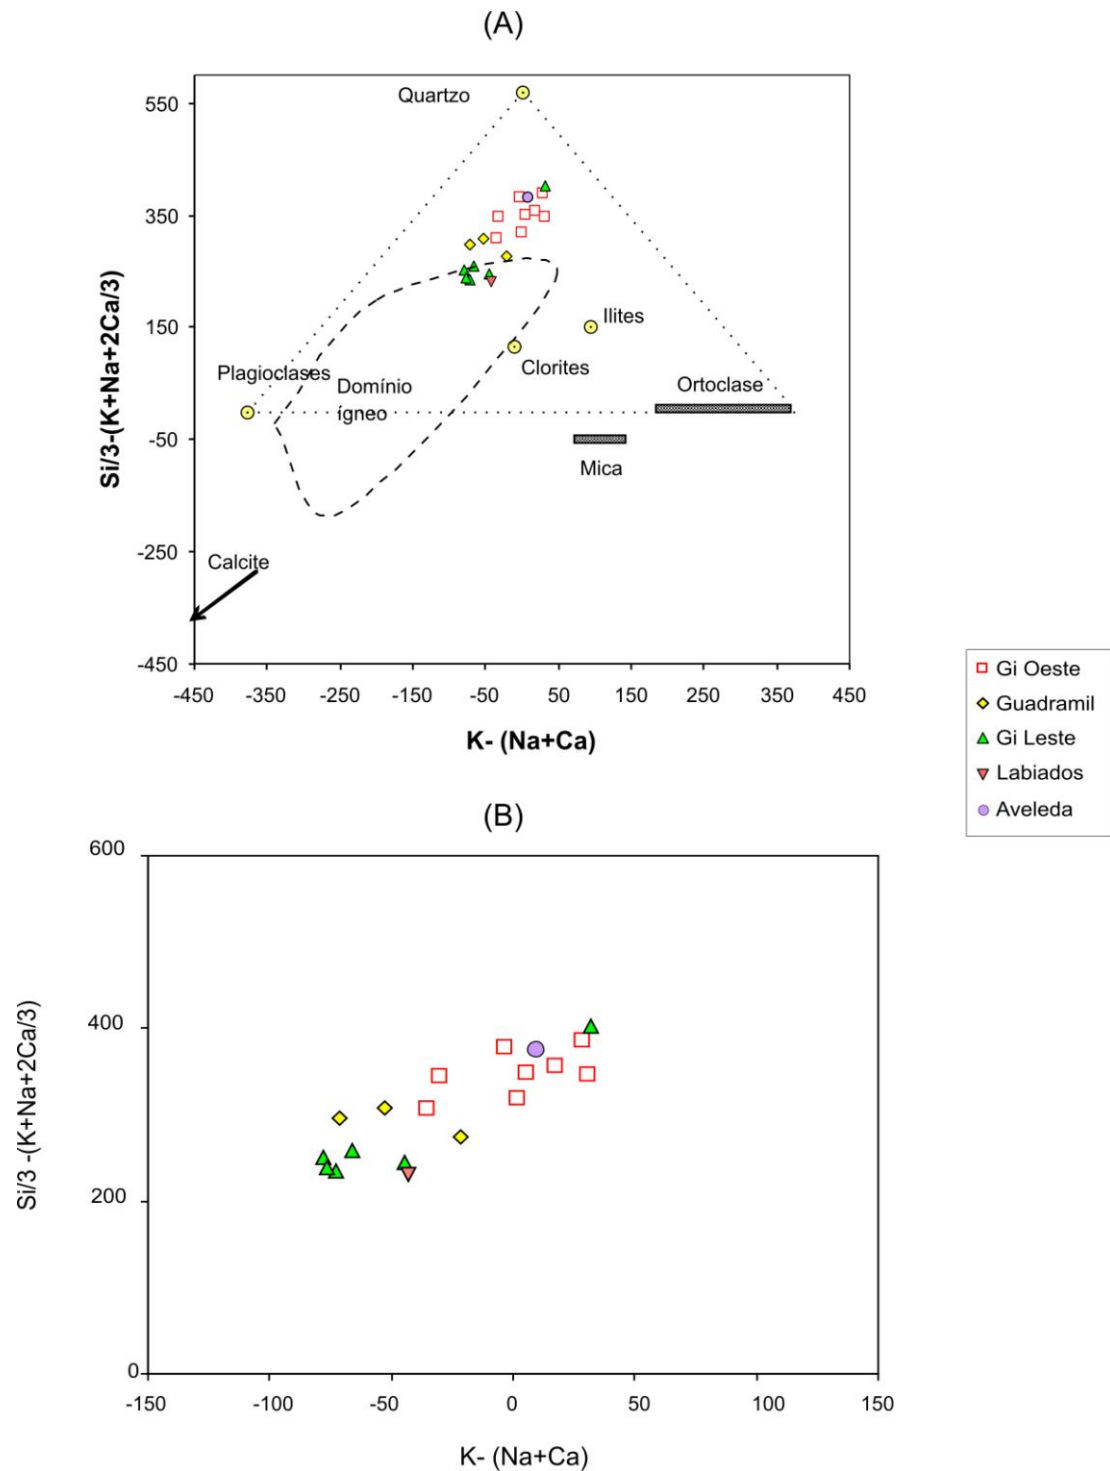 (A)
Si/3-(K+Na+2Ca/3)
550
350
150
-50
-250
-450
Quartzo
Ilites
Clorites
Plagioclases
Domínio
ígneo
Ortoclase
Mica
Calcite
-450 -350 -250 -150 -50 50 150 250 350 450
K- (Na+Ca)
Gi Oeste
Guadramil
Gi Leste
Labiados
Aveleda
(B)
Si/3 -(K+Na+2Ca/3)
600
400
200
0
-150 -100 -50 0 50 100 150
K- (Na+Ca)